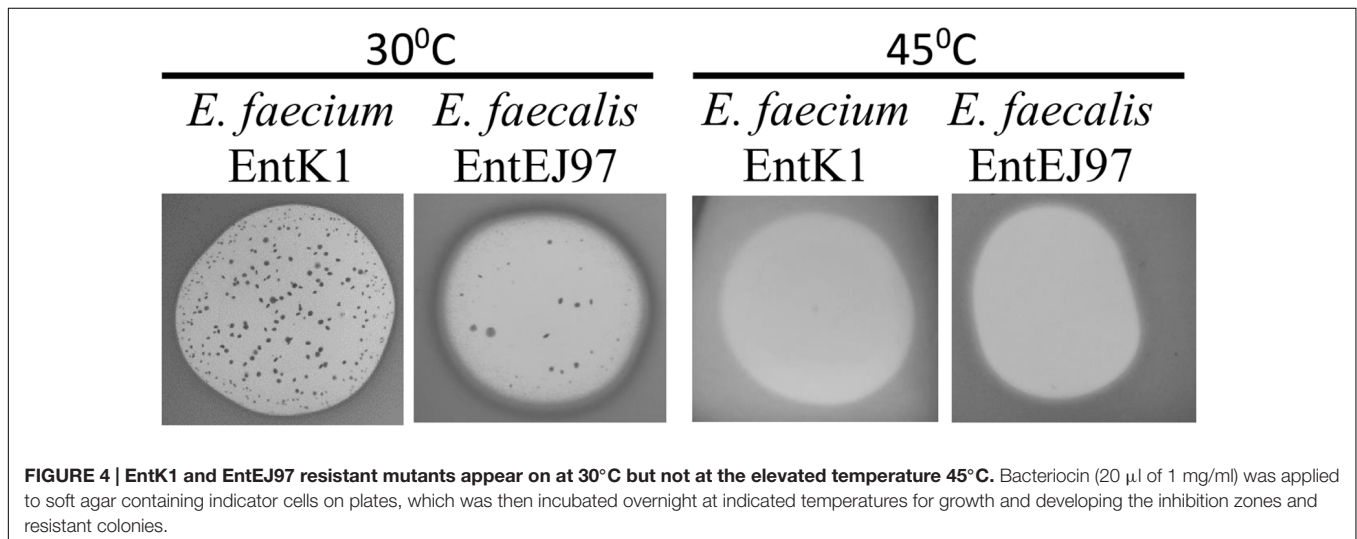 30⁰C
45⁰C
E. faecium
E. faecalis
E. faecium
E. faecalis
EntK1
EntEJ97
EntK1
EntEJ97
FIGURE 4 | EntK1 and EntEJ97 resistant mutants appear on at 30°C but not at the elevated temperature 45°C. Bacteriocin (20 μl of 1 mg/ml) was applied
to soft agar containing indicator cells on plates, which was then incubated overnight at indicated temperatures for growth and developing the inhibition zones and
resistant colonies.